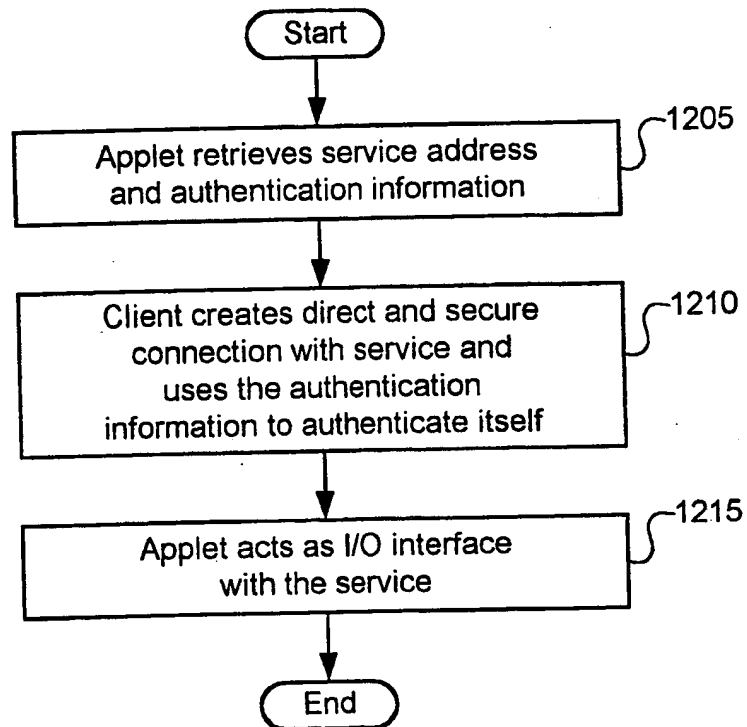 Start
1205
Applet retrieves service address
and authentication information
1210
Client creates direct and secure
connection with service and
uses the authentication
information to authenticate itself
1215
Applet acts as I/O interface
with the service
End